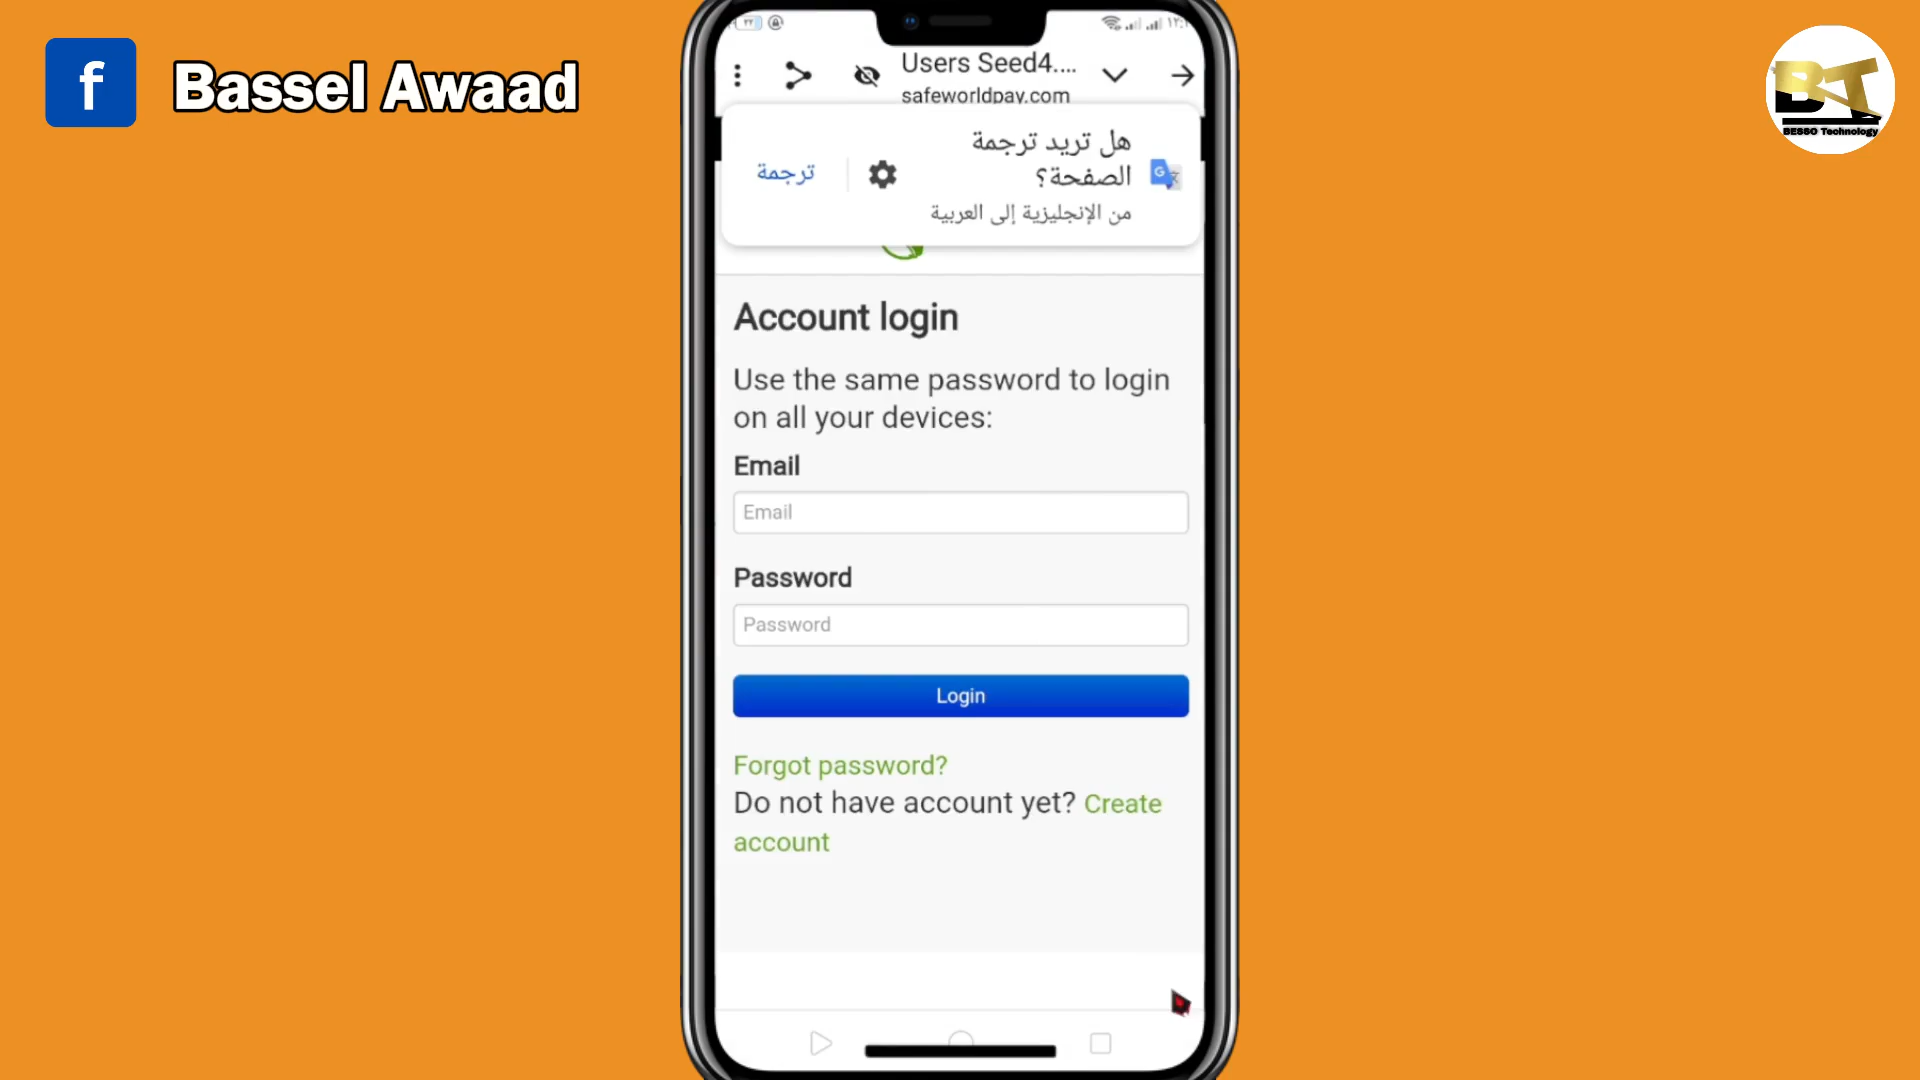 f
Bassel Awaad
BT
BESSO Technology
٢٢
Users Seed4....
safeworldpay.com
هل تريد ترجمة
الصفحة؟
من الإنجليزية إلى العربية
ترجمة
Account login
Use the same password to login
on all your devices:
Email
Email
Password
Password
Login
Forgot password?
Do not have account yet? Create
account